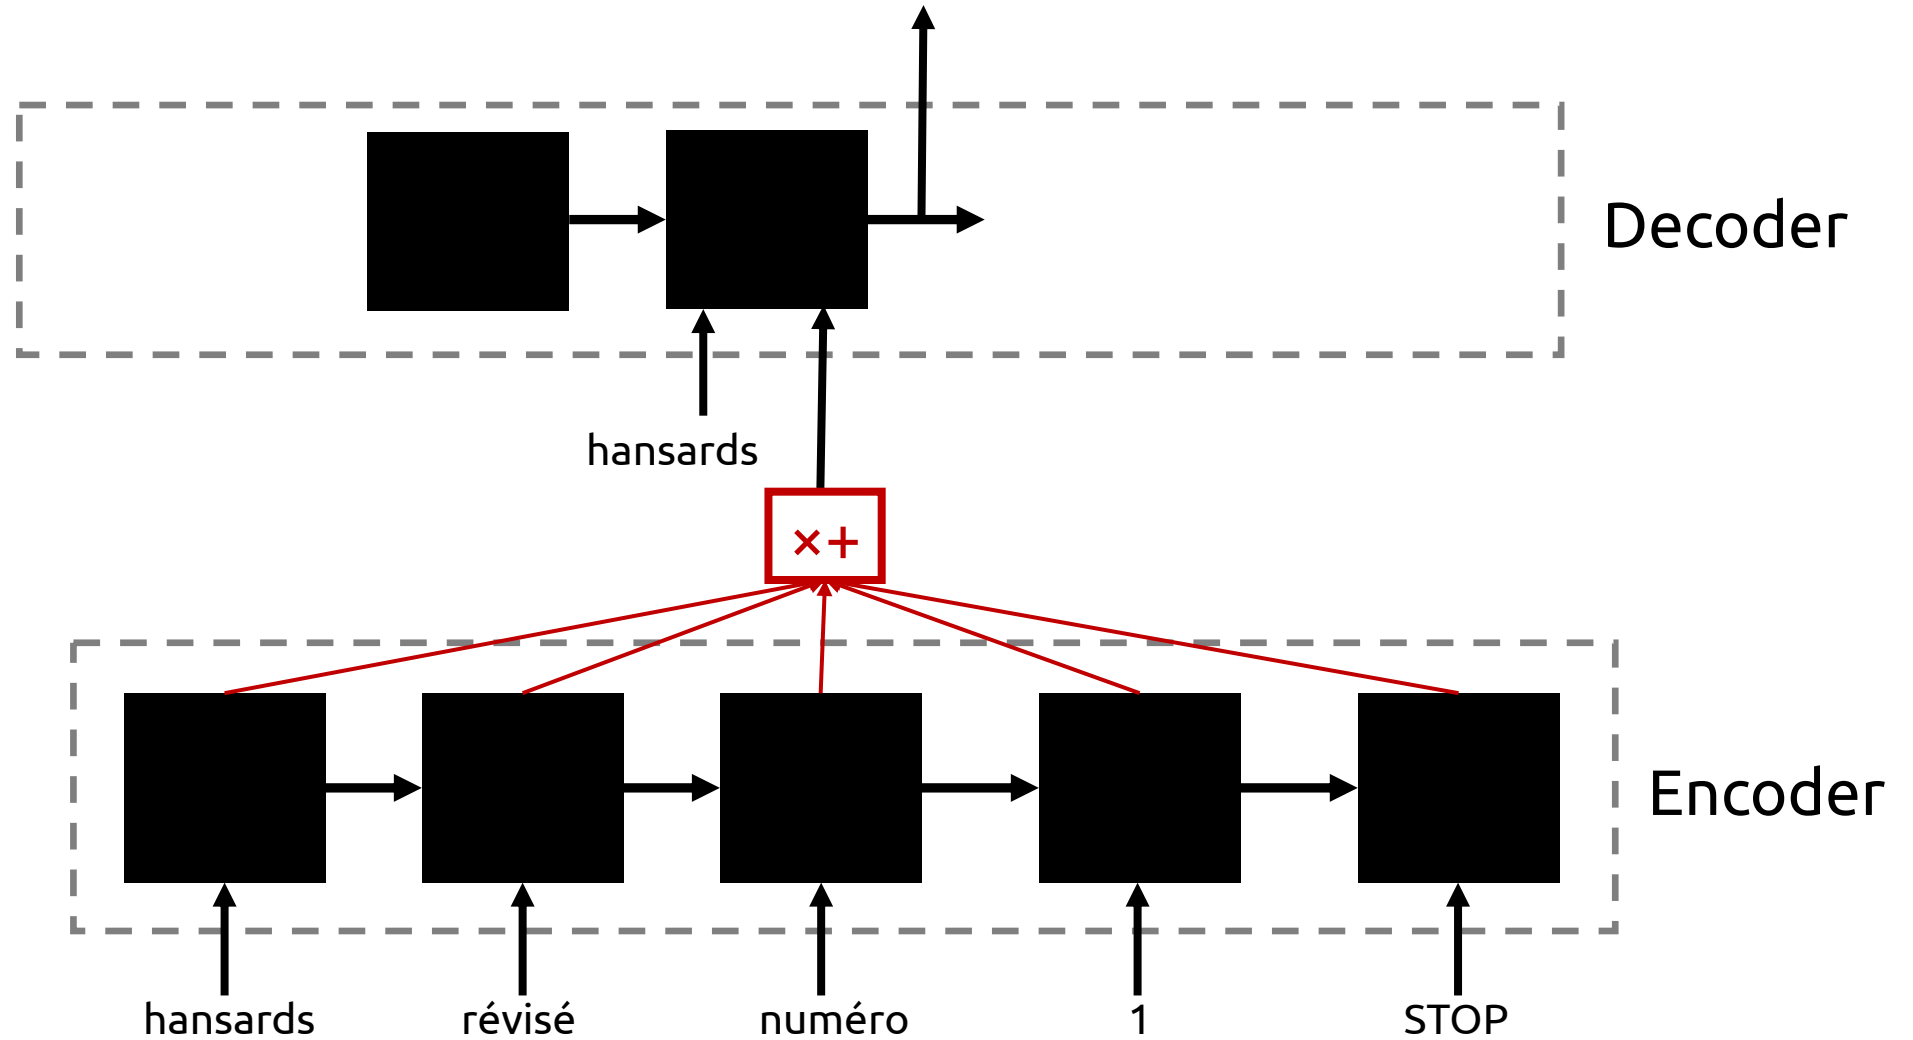 Decoder
hansards
×+
Encoder
hansards révisé numéro 1 STOP